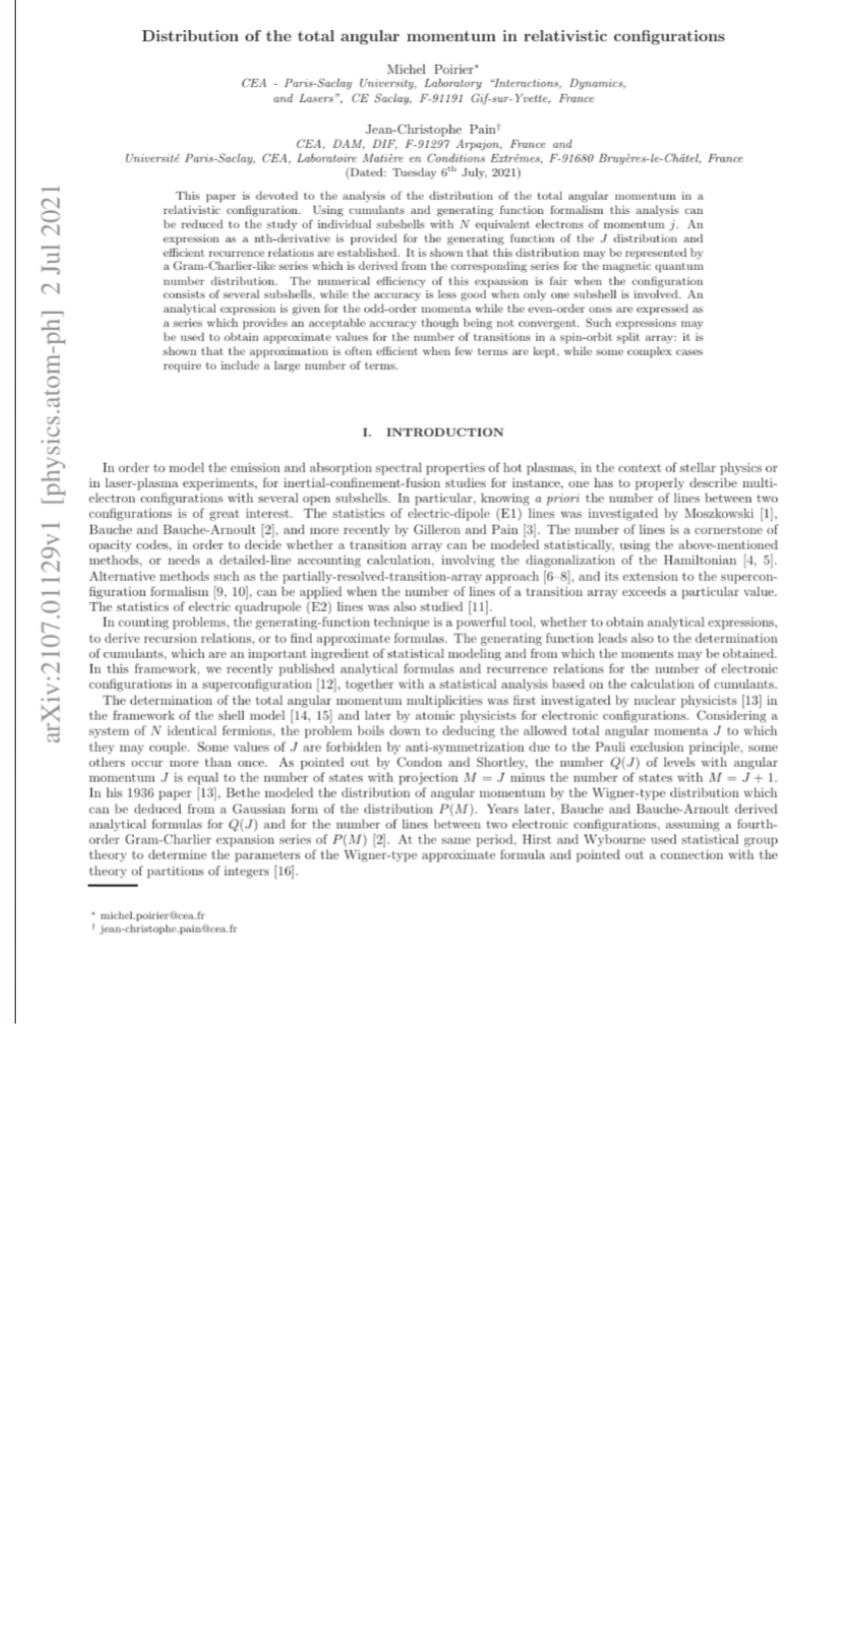 Distribution of the total angular momentum in relativistic configurations
Michel Poirier*
CEA - Paris-Saclay University, Laboratory “Interactions, Dynamics,
and Lasers”, CE Saclay, F-91191 Gif-sur-Yvette, France
Jean-Christophe Pain†
CEA, DAM, DIF, F-91297 Arpajon, France and
Université Paris-Saclay, CEA, Laboratoire Matière en Conditions Extrêmes, F-91680 Bruyères-le-Châtel, France
(Dated: Tuesday 6th July, 2021)
This paper is devoted to the analysis of the distribution of the total angular momentum in a
relativistic configuration. Using cumulants and generating function formalism this analysis can
be reduced to the study of individual subshells with N equivalent electrons of momentum j. An
expression as a nth-derivative is provided for the generating function of the J distribution and
efficient recurrence relations are established. It is shown that this distribution may be represented by
a Gram-Charlier-like series which is derived from the corresponding series for the magnetic quantum
number distribution. The numerical efficiency of this expansion is fair when the configuration
consists of several subshells, while the accuracy is less good when only one subshell is involved. An
analytical expression is given for the odd-order momenta while the even-order ones are expressed as
a series which provides an acceptable accuracy though being not convergent. Such expressions may
be used to obtain approximate values for the number of transitions in a spin-orbit split array: it is
shown that the approximation is often efficient when few terms are kept, while some complex cases
require to include a large number of terms.
arXiv:2107.01129v1 [physics.atom-ph] 2 Jul 2021
I. INTRODUCTION
In order to model the emission and absorption spectral properties of hot plasmas, in the context of stellar physics or
in laser-plasma experiments, for inertial-confinement-fusion studies for instance, one has to properly describe multi-
electron configurations with several open subshells. In particular, knowing a priori the number of lines between two
configurations is of great interest. The statistics of electric-dipole (E1) lines was investigated by Moszkowski [1],
Bauche and Bauche-Arnoult [2], and more recently by Gilleron and Pain [3]. The number of lines is a cornerstone of
opacity codes, in order to decide whether a transition array can be modeled statistically, using the above-mentioned
methods, or needs a detailed-line accounting calculation, involving the diagonalization of the Hamiltonian [4, 5].
Alternative methods such as the partially-resolved-transition-array approach [6–8], and its extension to the supercon-
figuration formalism [9, 10], can be applied when the number of lines of a transition array exceeds a particular value.
The statistics of electric quadrupole (E2) lines was also studied [11].
In counting problems, the generating-function technique is a powerful tool, whether to obtain analytical expressions,
to derive recursion relations, or to find approximate formulas. The generating function leads also to the determination
of cumulants, which are an important ingredient of statistical modeling and from which the moments may be obtained.
In this framework, we recently published analytical formulas and recurrence relations for the number of electronic
configurations in a superconfiguration [12], together with a statistical analysis based on the calculation of cumulants.
The determination of the total angular momentum multiplicities was first investigated by nuclear physicists [13] in
the framework of the shell model [14, 15] and later by atomic physicists for electronic configurations. Considering a
system of N identical fermions, the problem boils down to deducing the allowed total angular momenta J to which
they may couple. Some values of J are forbidden by anti-symmetrization due to the Pauli exclusion principle, some
others occur more than once. As pointed out by Condon and Shortley, the number Q(J) of levels with angular
momentum J is equal to the number of states with projection M = J minus the number of states with M = J + 1.
In his 1936 paper [13], Bethe modeled the distribution of angular momentum by the Wigner-type distribution which
can be deduced from a Gaussian form of the distribution P(M). Years later, Bauche and Bauche-Arnoult derived
analytical formulas for Q(J) and for the number of lines between two electronic configurations, assuming a fourth-
order Gram-Charlier expansion series of P(M) [2]. At the same period, Hirst and Wybourne used statistical group
theory to determine the parameters of the Wigner-type approximate formula and pointed out a connection with the
theory of partitions of integers [16].
* michel.poirier@cea.fr
† jean-christophe.pain@cea.fr